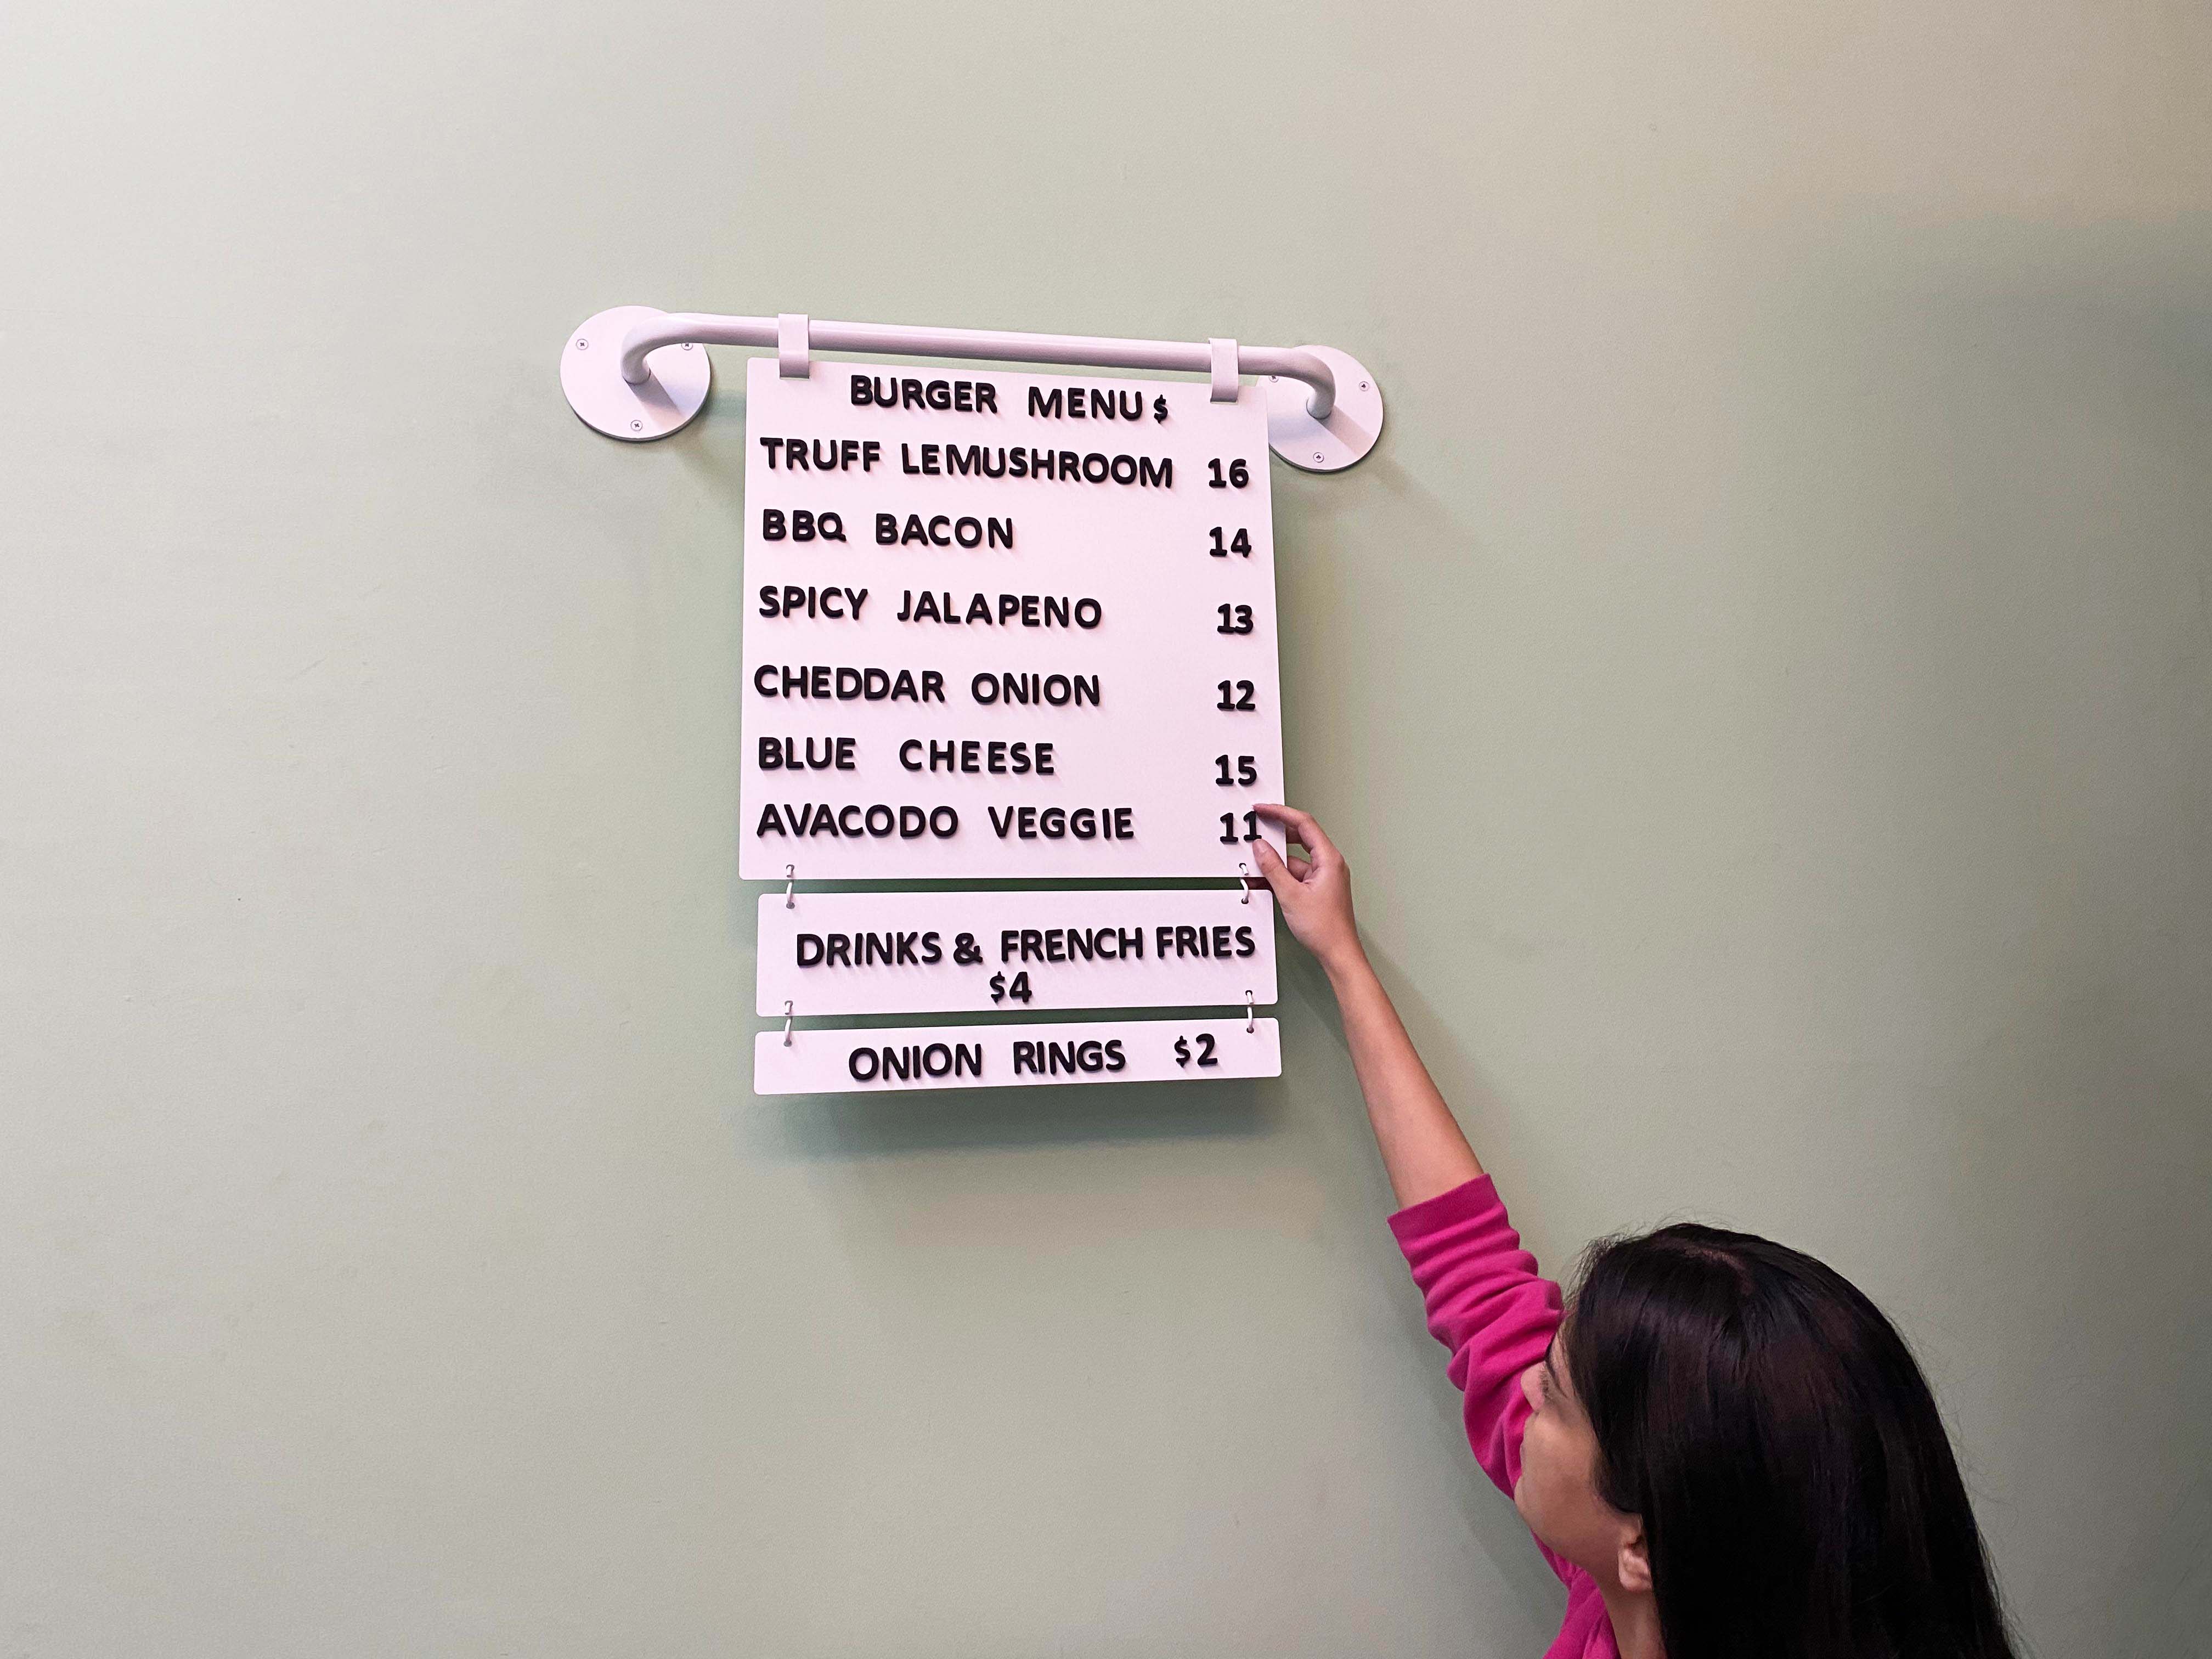 BURGER MENU $
TRUFF LEMUSHROOM 16
BBQ BACON 14
SPICY JALAPENO 13
CHEDDAR ONION 12
BLUE CHEESE 15
AVACODO VEGGIE 11
DRINKS & FRENCH FRIES
$4
ONION RINGS $2